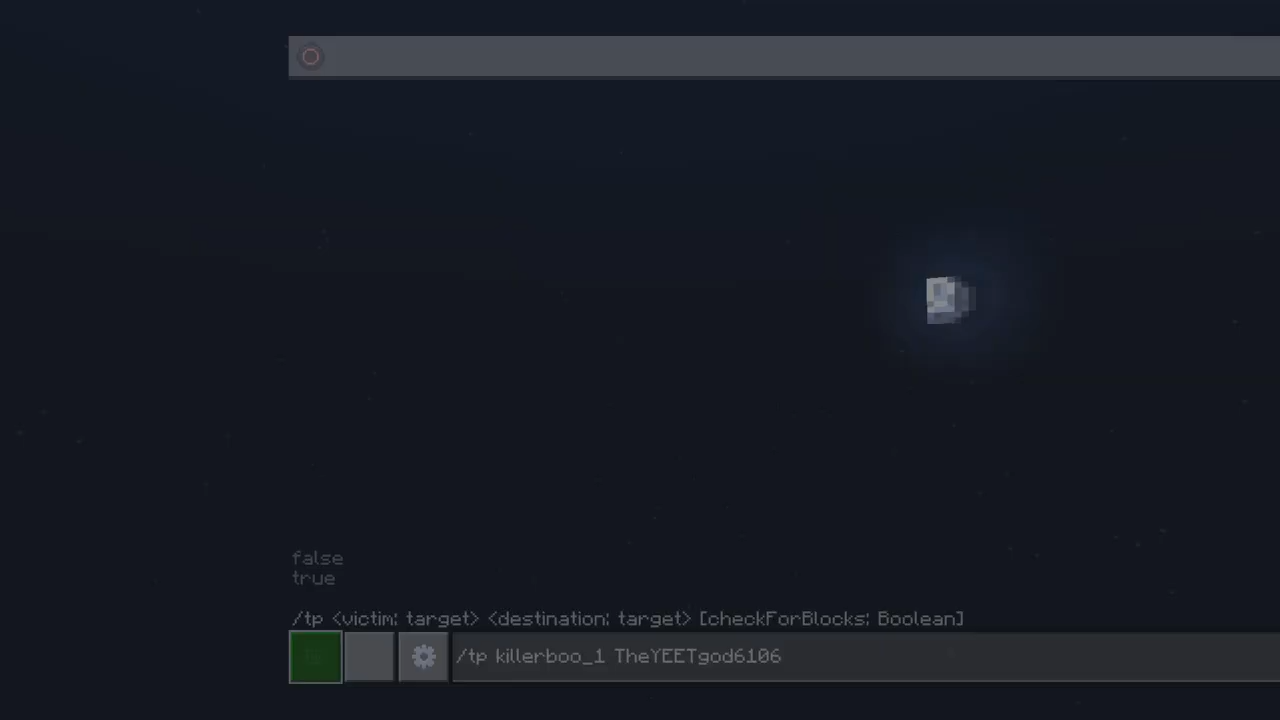 false
true
/tp <victim: target> <destination: target> [checkForBlocks: Boolean]
/tp killerboo_1 TheYEETgod6106